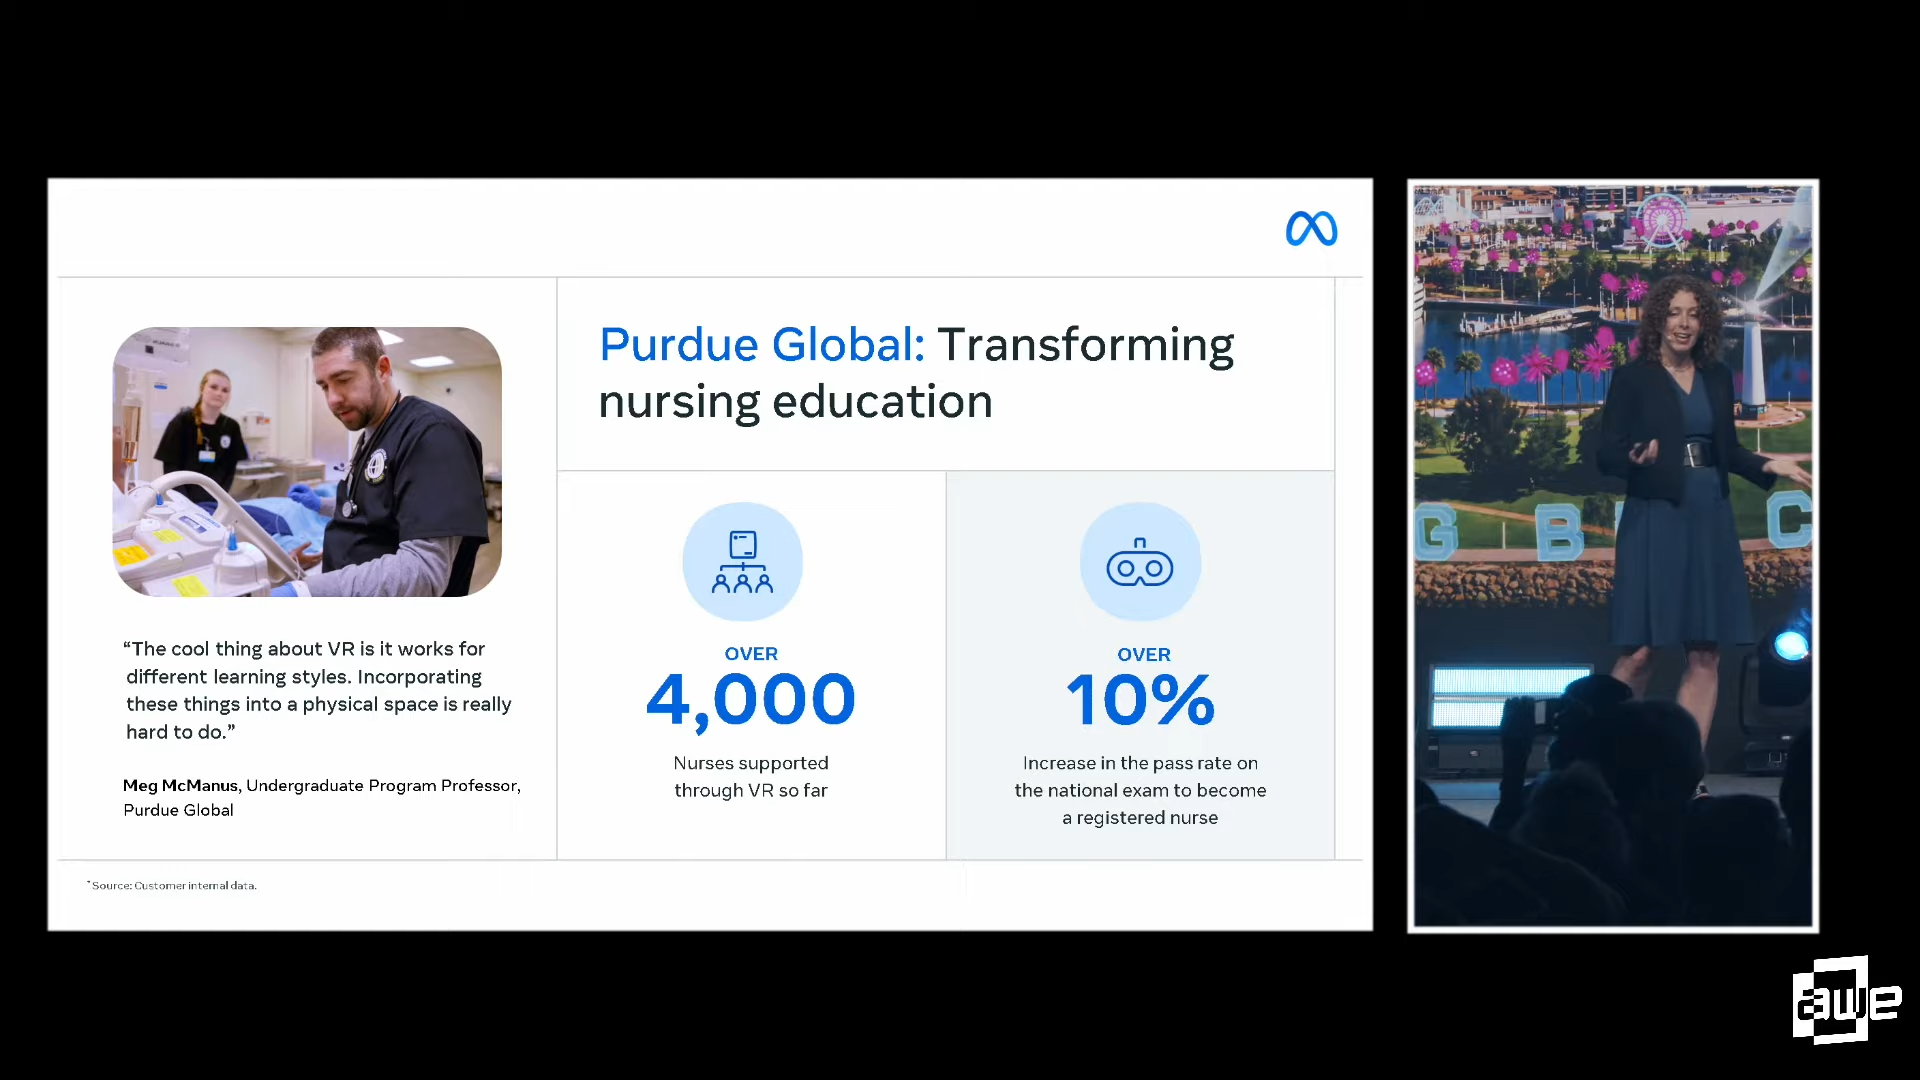 Purdue Global: Transforming
nursing education
“The cool thing about VR is it works for
different learning styles. Incorporating
these things into a physical space is really
hard to do.”
Meg McManus, Undergraduate Program Professor,
Purdue Global
OVER
4,000
Nurses supported
through VR so far
OVER
10%
Increase in the pass rate on
the national exam to become
a registered nurse
*Source: Customer internal data.
G B C
awe